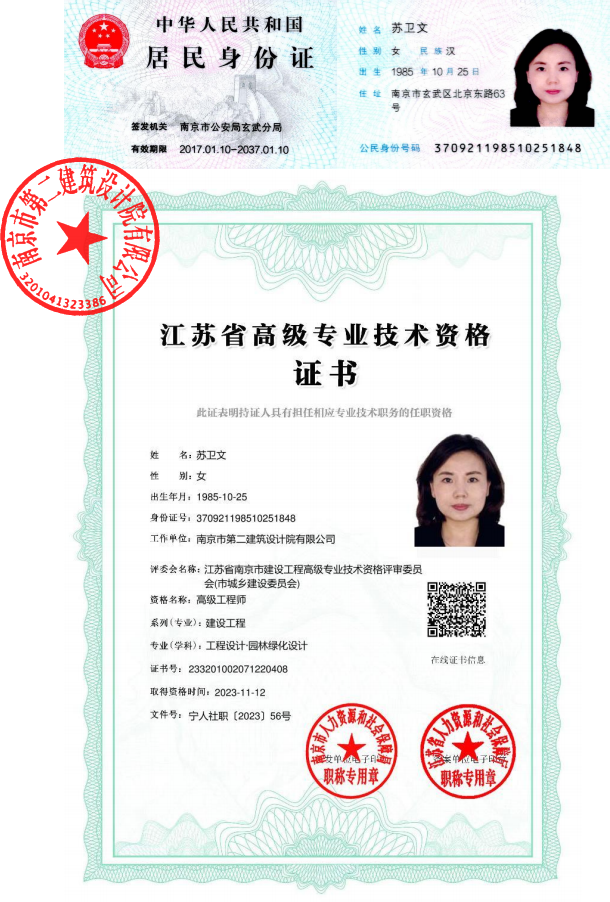 中华人民共和国
居民身份证
签发机关 南京市公安局玄武分局
有效期限 2017.01.10-2037.01.10
姓名 苏卫文
性别 女 民族 汉
出生 1985 年 10 月 25 日
住址 南京市玄武区北京东路63
号
公民身份号码 370921198510251848
南京市第二建筑设计院有限公司
3201041323386
江苏省高级专业技术资格
证书
此证表明持证人具有担任相应专业技术职务的任职资格
姓 名：苏卫文
性 别：女
出生年月：1985-10-25
身份证号：370921198510251848
工作单位：南京市第二建筑设计院有限公司
评委会名称：江苏省南京市建设工程高级专业技术资格评审委员
会(市城乡建设委员会)
资格名称：高级工程师
系列(专业)：建设工程
专业(学科)：工程设计·园林绿化设计
证书号：233201002071220408
取得资格时间：2023-11-12
文件号：宁人社职〔2023〕56号
在线证书信息
南京市人力资源和社会保障局
发单位电子印
职称专用章
江苏省人力资源和社会保障厅
案单位电子印
职称专用章